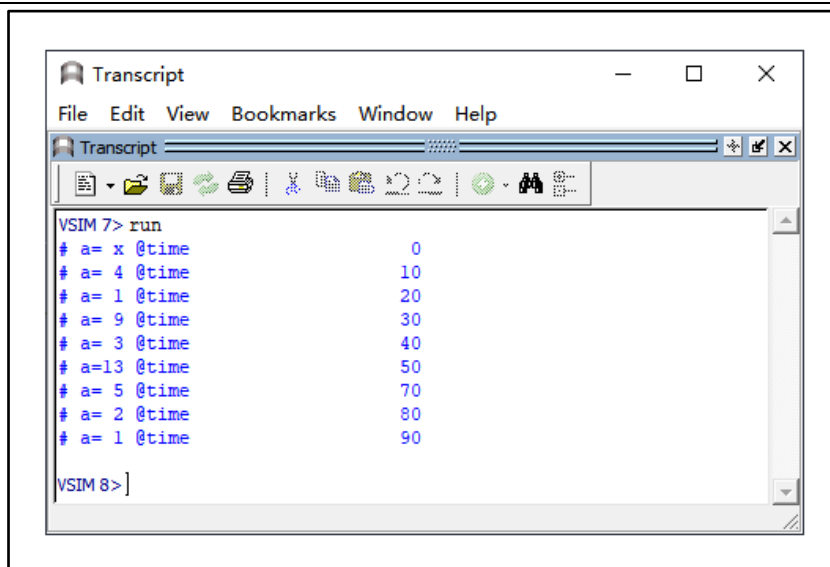 Transcript
File Edit View Bookmarks Window Help
Transcript
VSIM 7> run
# a= x @time 0
# a= 4 @time 10
# a= 1 @time 20
# a= 9 @time 30
# a= 3 @time 40
# a=13 @time 50
# a= 5 @time 70
# a= 2 @time 80
# a= 1 @time 90
VSIM 8>